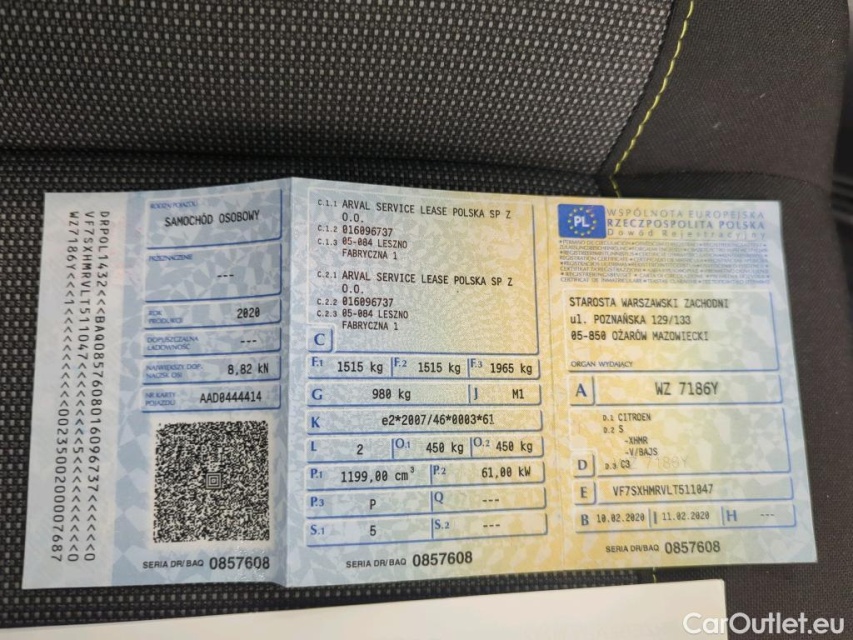 DRPOL1432<<BAQ0857608016096737<<<<<0
VF7SXHMRVLT511047<<<<<<<<<5<<<<<<<<0
RODZAJ POJAZDU
SAMOCHÓD OSOBOWY
PRZEZNACZENIE
---
ROK PRODUKCJI
2020
DOPUSZCZALNA ŁADOWNOŚĆ
---
NAJWIĘKSZY DOP. NACISK OSI
8,82 kN
NR KARTY POJAZDU
AAD0444414
SERIA DR/BAQ 0857608
C.1.1 ARVAL SERVICE LEASE POLSKA SP Z
O.O.
C.1.2 016096737
C.1.3 05-084 LESZNO
FABRYCZNA 1
C.2.1 ARVAL SERVICE LEASE POLSKA SP Z
O.O.
C.2.2 016096737
C.2.3 05-084 LESZNO
FABRYCZNA 1
C
F.1 1515 kg F.2 1515 kg F.3 1965 kg
G 980 kg J M1
K e2*2007/46*0003*61
L 2 O.1 450 kg O.2 450 kg
P.1 1199,00 cm³ P.2 61,00 kW
P.3 P Q ---
S.1 5 S.2 ---
SERIA DR/BAQ 0857608
PL
WSPÓLNOTA EUROPEJSKA
RZECZPOSPOLITA POLSKA
Dowód Rejestracyjny
STAROSTA WARSZAWSKI ZACHODNI
ul. POZNAŃSKA 129/133
05-850 OŻARÓW MAZOWIECKI
ORGAN WYDAJĄCY
A WZ 7186Y
D.1 CITROEN
D.2 S
-XHMR
-V/BAJS
D D.3 C3
E VF7SXHMRVLT511047
B 10.02.2020 I 11.02.2020 H ---
SERIA DR/BAQ 0857608
CarOutlet.eu